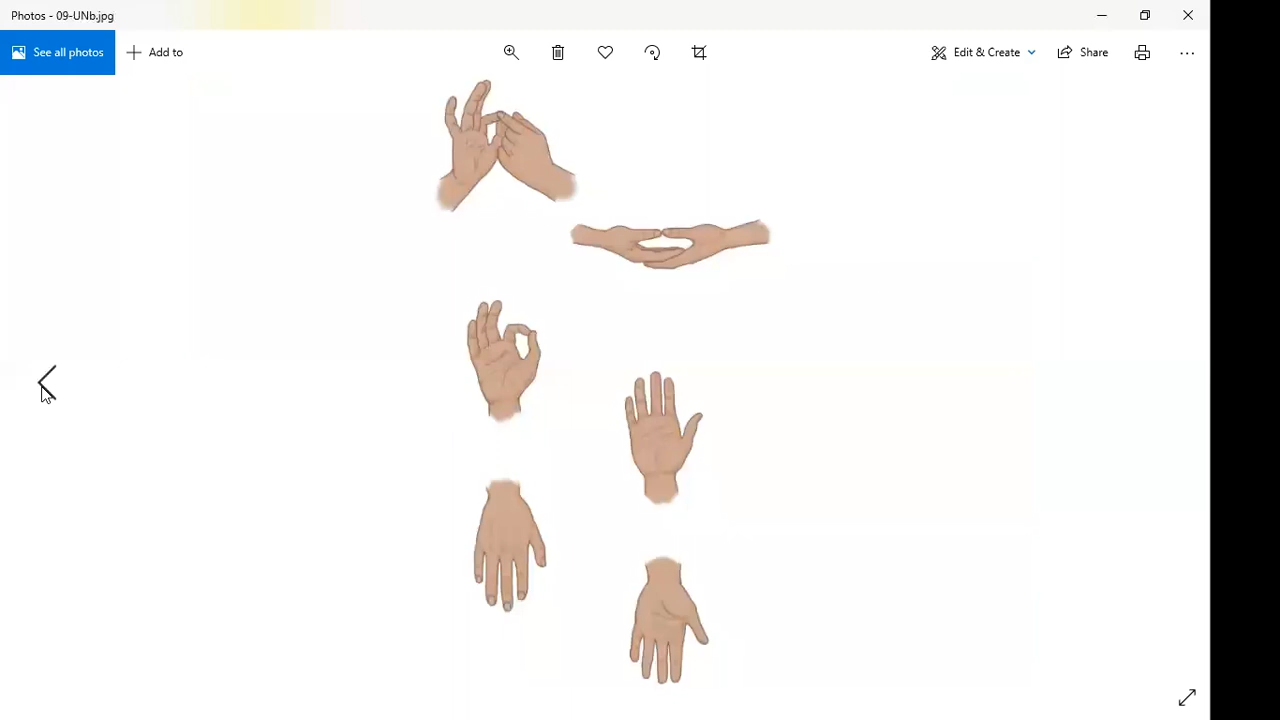 Photos - 09-UNb.jpg
See all photos
Add to
Edit & Create
Share